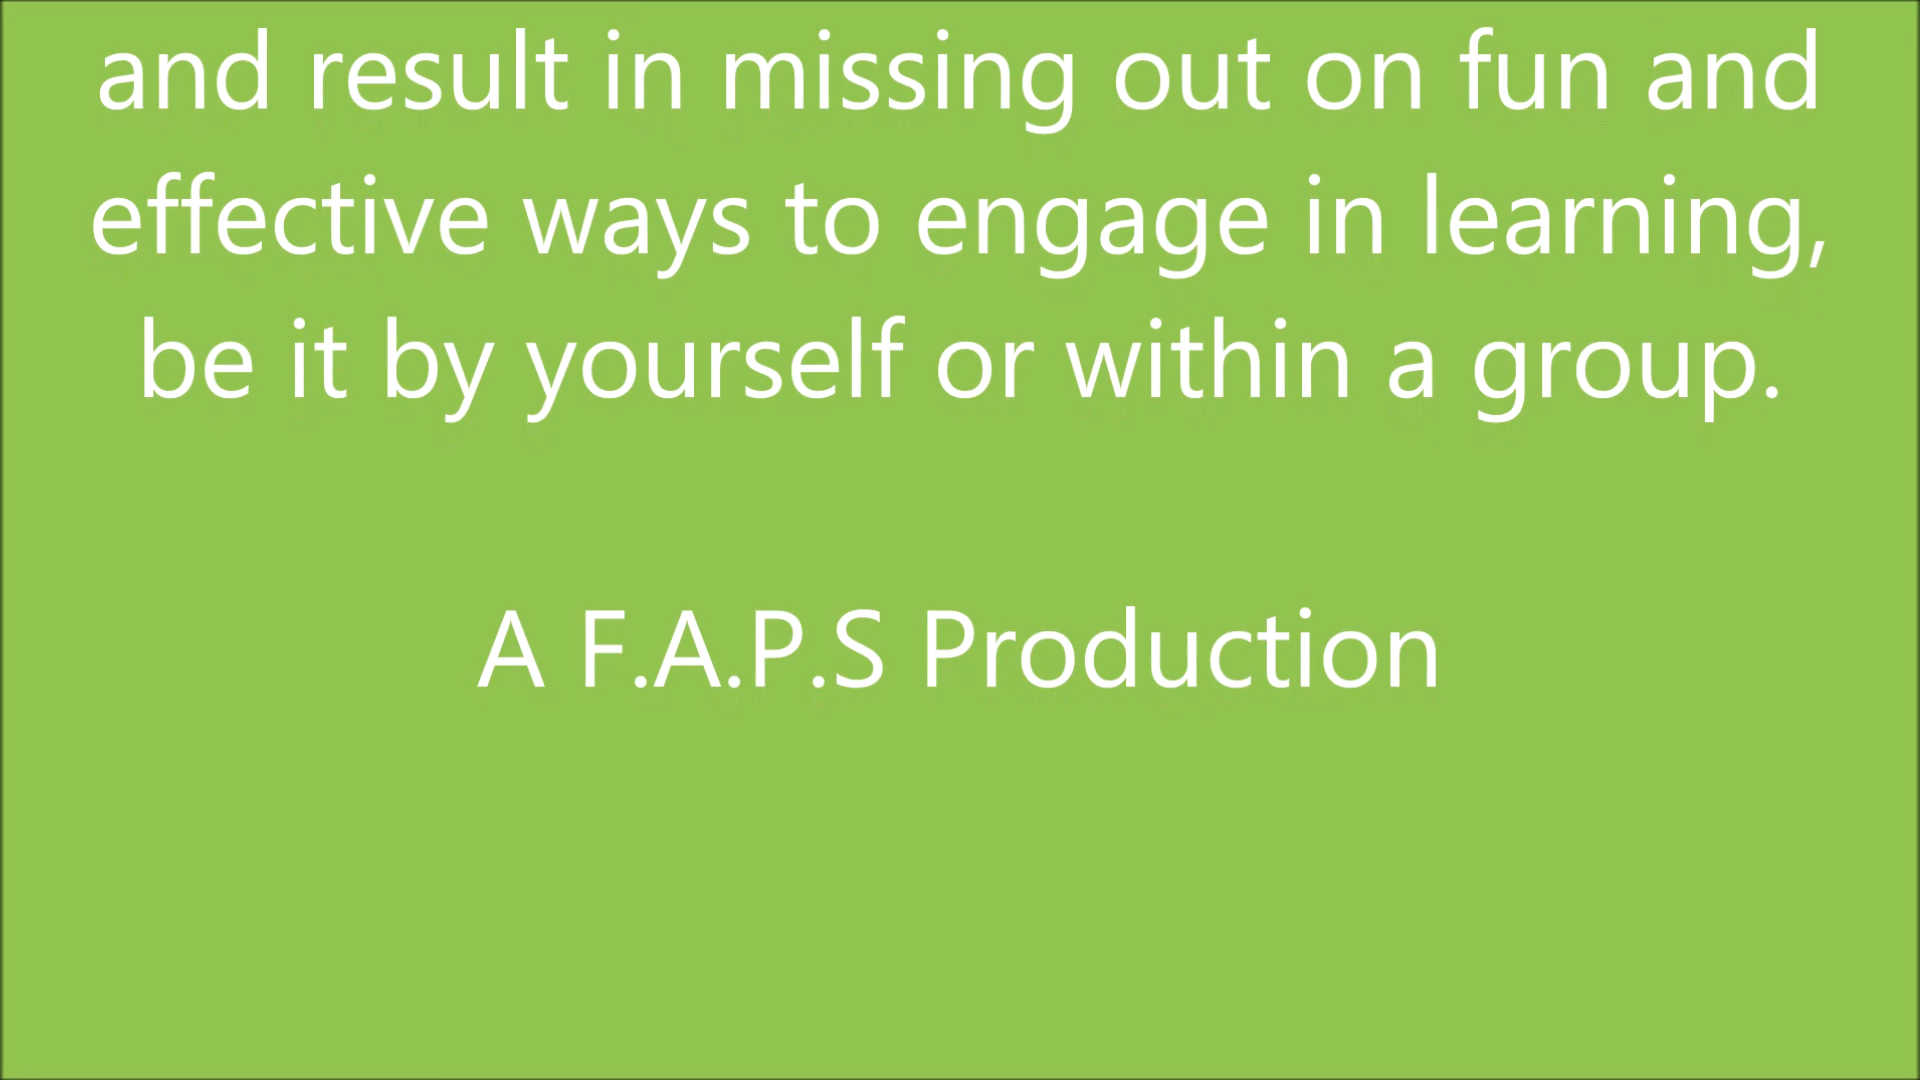 and result in missing out on fun and
effective ways to engage in learning,
be it by yourself or within a group.
A F.A.P.S Production